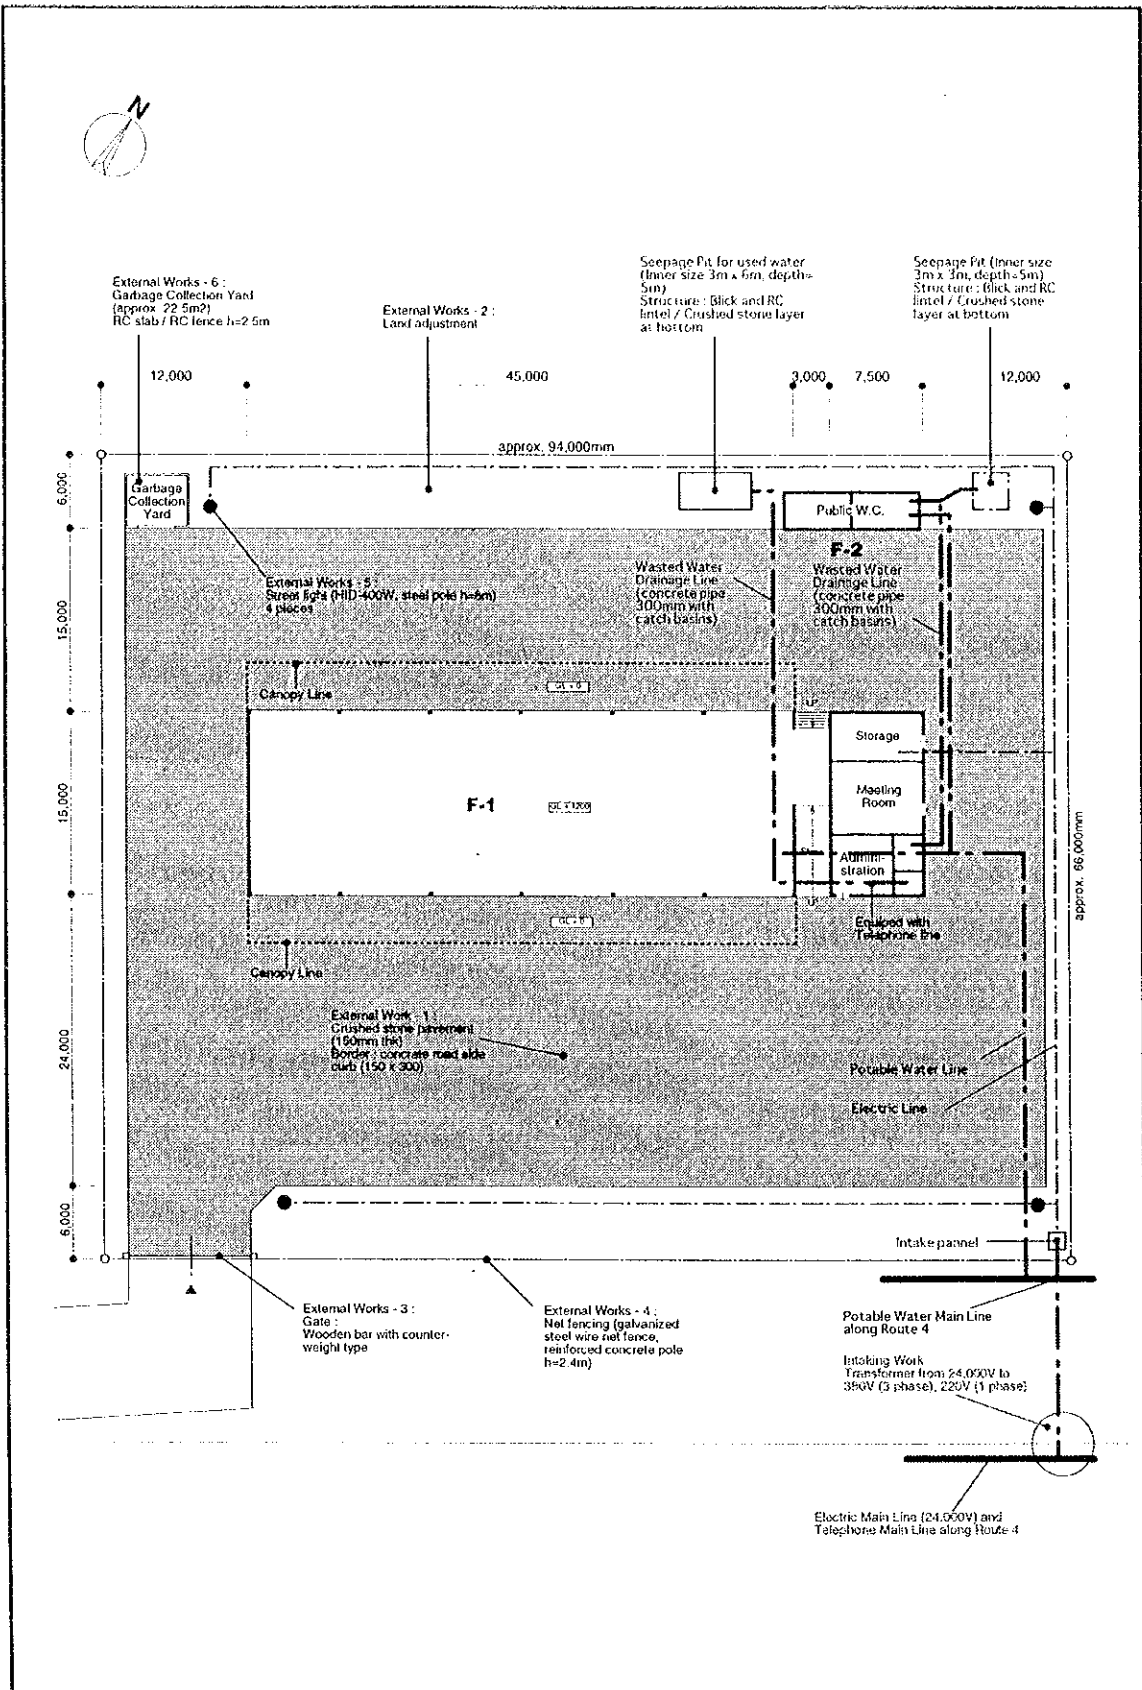 N
External Works - 6 :
Garbage Collection Yard
(approx. 22.5m2)
RC slab / RC fence h=2.5m
External Works - 2 :
Land adjustment
Seepage Pit for used water
(Inner size 3m x 6m, depth=
5m)
Structure : Blick and RC
lintel / Crushed stone layer
at bottom
Seepage Pit (Inner size
3m x 3m, depth=5m)
Structure : Blick and RC
lintel / Crushed stone
layer at bottom
12,000
45,000
3,000
7,500
12,000
approx. 94,000mm
6,000
Garbage
Collection
Yard
Public W.C.
F-2
External Works - 5 :
Street light (HID-400W, steel pole h=6m)
4 pieces
Wasted Water
Drainage Line
(concrete pipe
300mm with
catch basins)
Wasted Water
Drainage Line
(concrete pipe
300mm with
catch basins)
15,000
Canopy Line
UP
Storage
15,000
F-1
Meeting
Room
Admini-
stration
approx. 66,000mm
UP
Equiped with
Telephone line
Canopy Line
External Work - 1 :
Crushed stone pavement
(150mm thk)
Border : concrete road side
curb (150 x 300)
24,000
Potable Water Line
Electric Line
6,000
Intake pannel
External Works - 3 :
Gate :
Wooden bar with counter-
weight type
External Works - 4 :
Net fencing (galvanized
steel wire net fence,
reinforced concrete pole
h=2.4m)
Potable Water Main Line
along Route 4
Intaking Work
Transformer from 24,000V to
380V (3 phase), 220V (1 phase)
Electric Main Line (24,000V) and
Telephone Main Line along Route 4